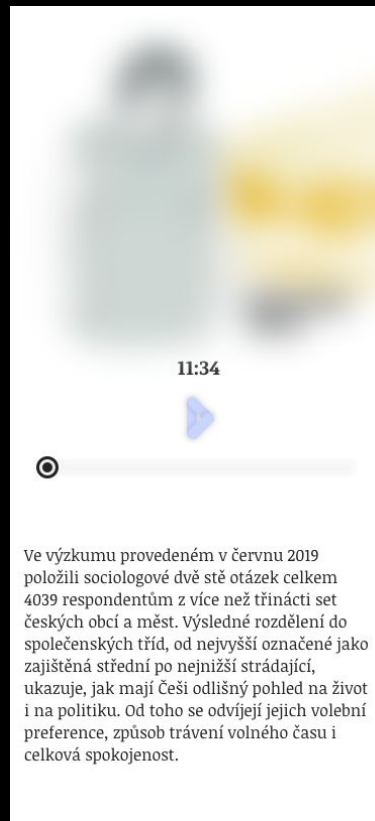 11:34
Ve výzkumu provedeném v červnu 2019
položili sociologové dvě stě otázek celkem
4039 respondentům z více než třinácti set
českých obcí a měst. Výsledné rozdělení do
společenských tříd, od nejvyšší označené jako
zajištěná střední po nejnižší strádající,
ukazuje, jak mají Češi odlišný pohled na život
i na politiku. Od toho se odvíjejí jejich volební
preference, způsob trávení volného času i
celková spokojenost.